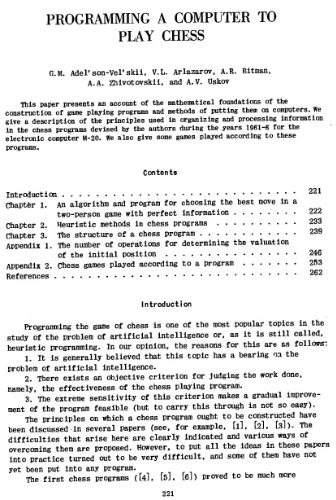 PROGRAMMING A COMPUTER TO
PLAY CHESS
G.M. Adel'son-Vel'skii, V.L. Arlazarov, A.R. Bitman,
A.A. Zhivotovskii, and A.V. Uskov
This paper presents an account of the mathematical foundations of the
construction of game playing programs and methods of putting them on computers. We
give a description of the principles used in organizing and processing information
in the chess programs devised by the authors during the years 1961-6 for the
electronic computer M-20. We also give some games played according to these
programs.
Contents
Introduction . . . . . . . . . . . . . . . . . . . . . . . . . . 221
Chapter 1. An algorithm and program for choosing the best move in a
two-person game with perfect information . . . . . . . . . 222
Chapter 2. Heuristic methods in chess programs . . . . . . . . . . 233
Chapter 3. The structure of a chess program . . . . . . . . . . . . 239
Appendix 1. The number of operations for determining the valuation
of the initial position . . . . . . . . . . . . . . . . 246
Appendix 2. Chess games played according to a program . . . . . . . 253
References . . . . . . . . . . . . . . . . . . . . . . . . . . . 262
Introduction
Programming the game of chess is one of the most popular topics in the
study of the problem of artificial intelligence or, as it is still called,
heuristic programming. In our opinion, the reasons for this are as follows:
1. It is generally believed that this topic has a bearing on the
problem of artificial intelligence.
2. There exists an objective criterion for judging the work done,
namely, the effectiveness of the chess playing program.
3. The extreme sensitivity of this criterion makes a gradual improve-
ment of the program feasible (but to carry this through is not so easy).
The principles on which a chess program ought to be constructed have
been discussed in several papers (see, for example, [1], [2], [3]). The
difficulties that arise here are clearly indicated and various ways of
overcoming them are proposed. However, to put all the ideas in these papers
into practice turned out to be very difficult, and some of them have not
yet been put into any program.
The first chess programs ([4], [5], [6]) proved to be much more
221